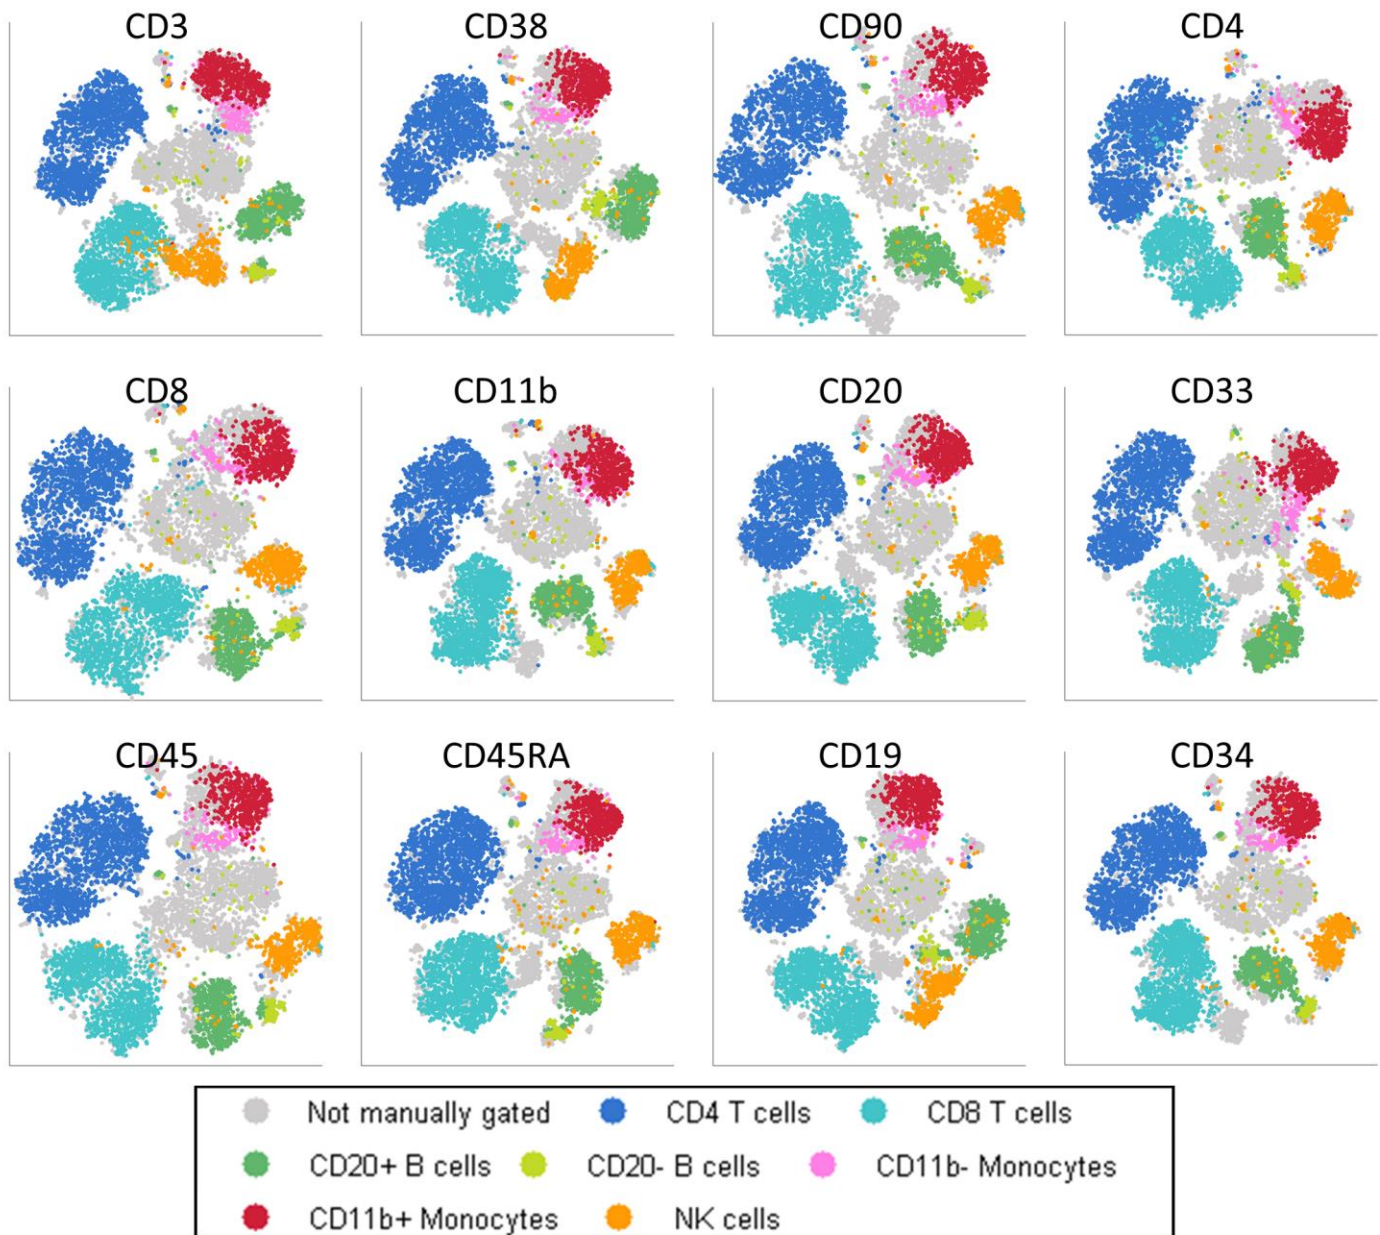 CD3 CD38 CD90 CD4
CD8 CD11b CD20 CD33
CD45 CD45RA CD19 CD34
Not manually gated CD4 T cells CD8 T cells
CD20+ B cells CD20- B cells CD11b- Monocytes
CD11b+ Monocytes NK cells